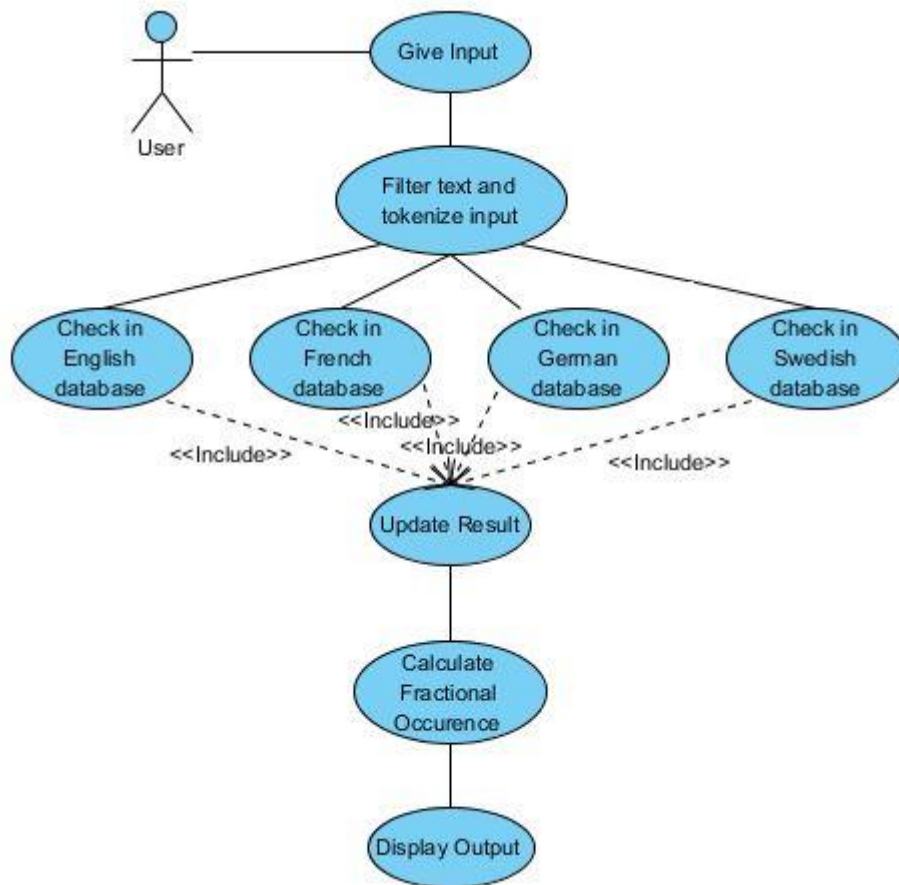 Give Input
User
Filter text and
tokenize input
Check in
English
database
Check in
French
database
Check in
German
database
Check in
Swedish
database
<<Include>>
<<Include>>
<<Include>>
<<Include>>
Update Result
Calculate
Fractional
Occurence
Display Output